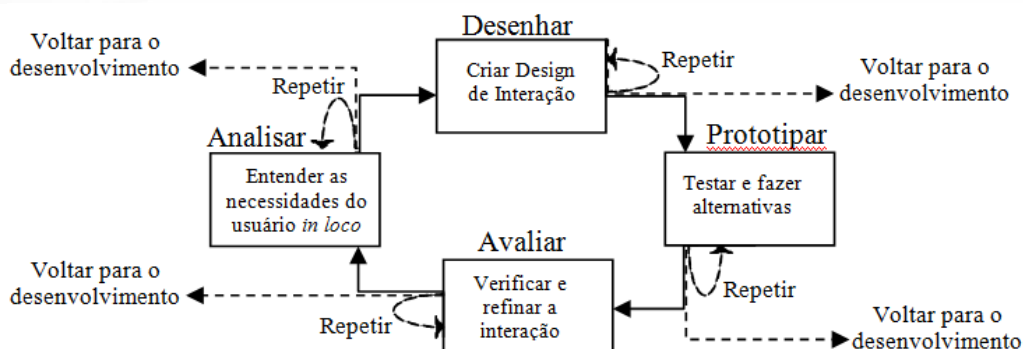 Desenhar
Criar Design
de Interação
Repetir
Voltar para o
desenvolvimento
Voltar para o
desenvolvimento
Repetir
Analisar
Entender as
necessidades do
usuário in loco
Prototipar
Testar e fazer
alternativas
Repetir
Voltar para o
desenvolvimento
Avaliar
Verificar e
refinar a
interação
Repetir
Voltar para o
desenvolvimento